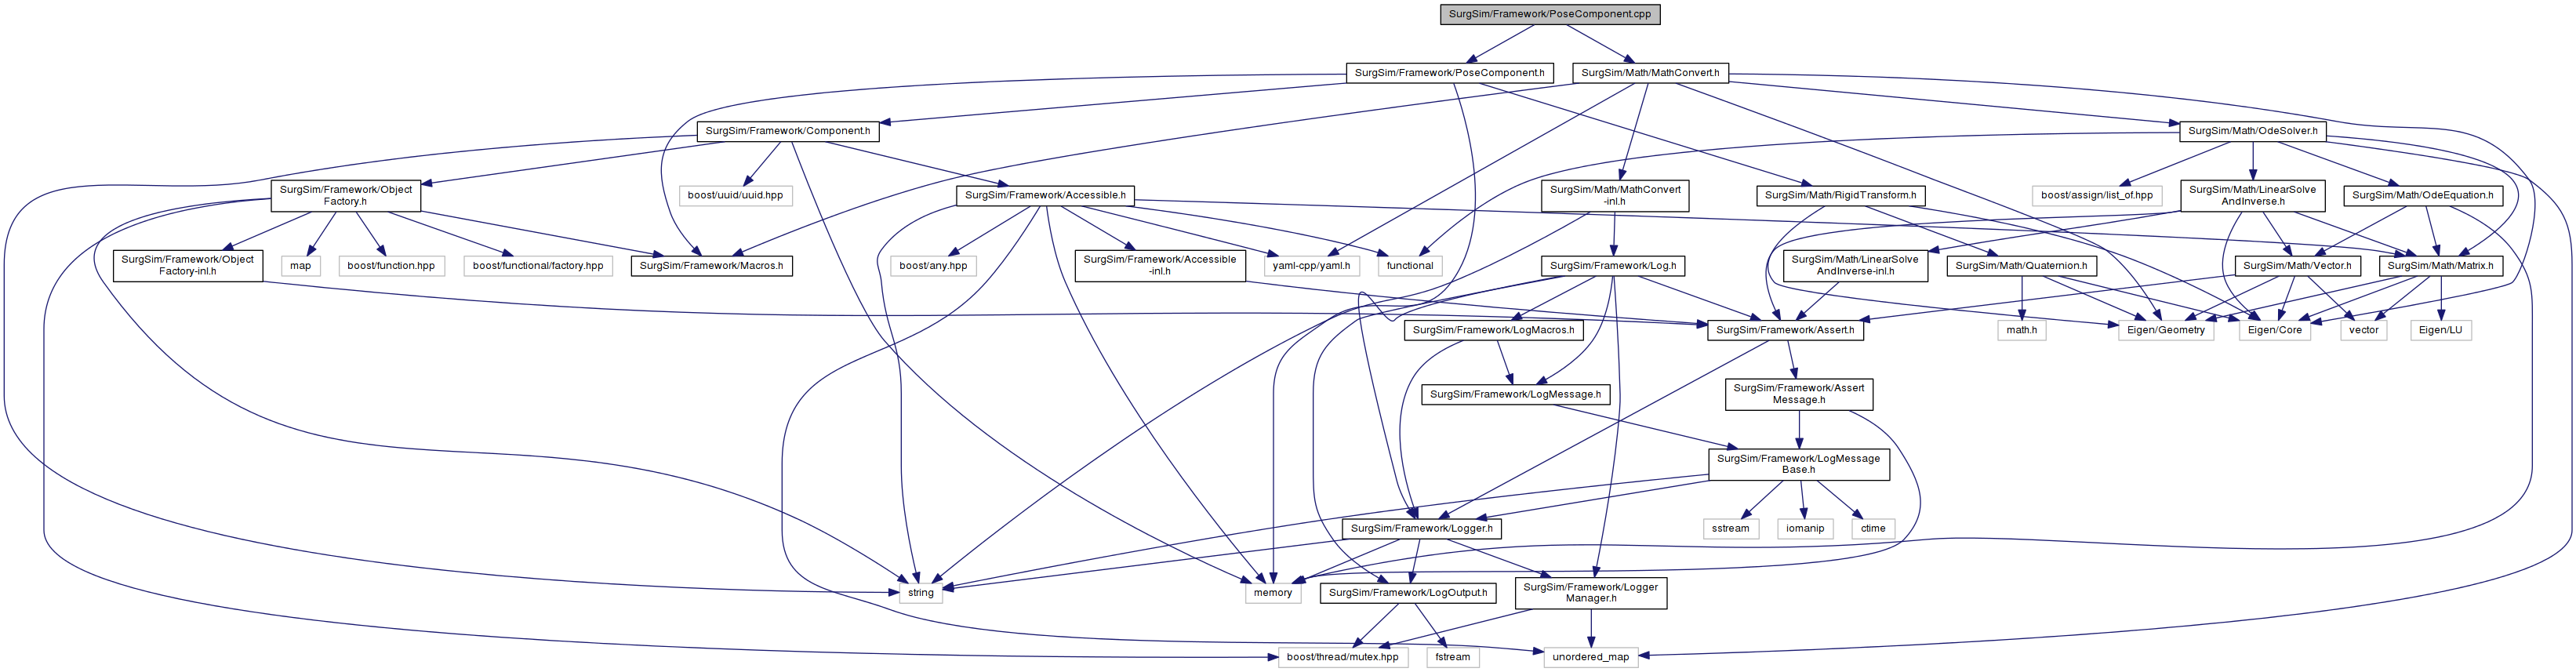 SurgSim/Framework/PoseComponent.cpp
SurgSim/Framework/PoseComponent.h
SurgSim/Math/MathConvert.h
SurgSim/Framework/Component.h
SurgSim/Math/OdeSolver.h
SurgSim/Framework/Object
Factory.h
boost/uuid/uuid.hpp
SurgSim/Framework/Accessible.h
SurgSim/Math/MathConvert
-inl.h
SurgSim/Math/RigidTransform.h
boost/assign/list_of.hpp
SurgSim/Math/LinearSolve
AndInverse.h
SurgSim/Math/OdeEquation.h
SurgSim/Framework/Object
Factory-inl.h
map
boost/function.hpp
boost/functional/factory.hpp
SurgSim/Framework/Macros.h
boost/any.hpp
SurgSim/Framework/Accessible
-inl.h
yaml-cpp/yaml.h
functional
SurgSim/Framework/Log.h
SurgSim/Math/LinearSolve
AndInverse-inl.h
SurgSim/Math/Quaternion.h
SurgSim/Math/Vector.h
SurgSim/Math/Matrix.h
SurgSim/Framework/LogMacros.h
SurgSim/Framework/Assert.h
math.h
Eigen/Geometry
Eigen/Core
vector
Eigen/LU
SurgSim/Framework/LogMessage.h
SurgSim/Framework/Assert
Message.h
SurgSim/Framework/LogMessage
Base.h
SurgSim/Framework/Logger.h
sstream
iomanip
ctime
string
memory
SurgSim/Framework/LogOutput.h
SurgSim/Framework/Logger
Manager.h
boost/thread/mutex.hpp
fstream
unordered_map